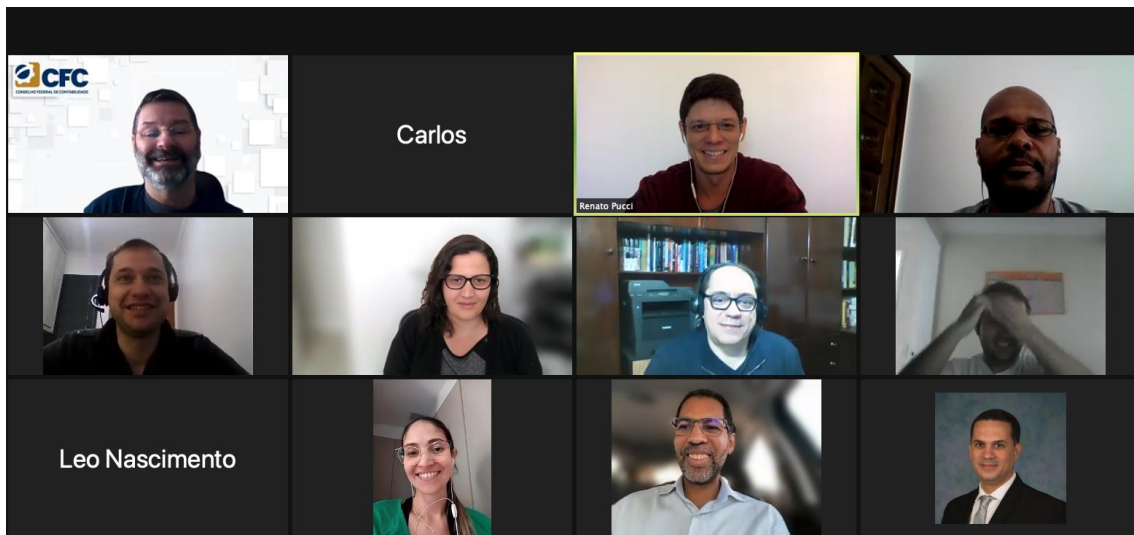 CFC
CONSELHO FEDERAL DE CONTABILIDADE
Carlos
Renato Pucci
Leo Nascimento